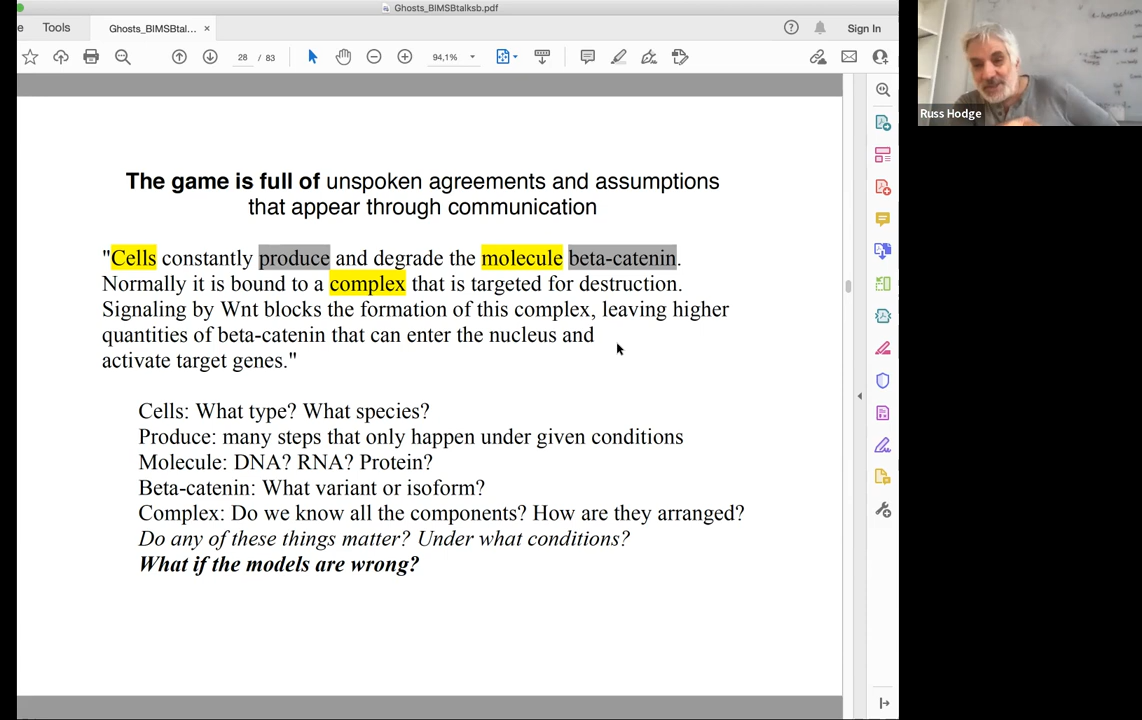 Ghosts_BIMSBtalksb.pdf
e Tools Ghosts_BIMSBtal... × Sign In
28 / 83 94,1%
Russ Hodge
The game is full of unspoken agreements and assumptions
that appear through communication
"Cells constantly produce and degrade the molecule beta-catenin.
Normally it is bound to a complex that is targeted for destruction.
Signaling by Wnt blocks the formation of this complex, leaving higher
quantities of beta-catenin that can enter the nucleus and
activate target genes."
Cells: What type? What species?
Produce: many steps that only happen under given conditions
Molecule: DNA? RNA? Protein?
Beta-catenin: What variant or isoform?
Complex: Do we know all the components? How are they arranged?
Do any of these things matter? Under what conditions?
What if the models are wrong?